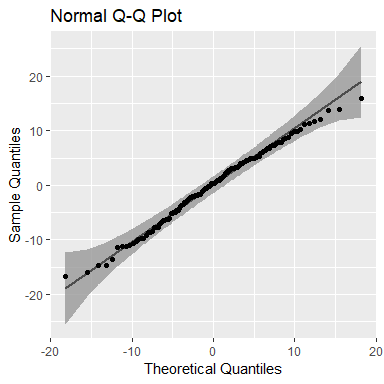 Normal Q-Q Plot
Sample Quantiles
20
10
0
-10
-20
-20 -10 0 10 20
Theoretical Quantiles